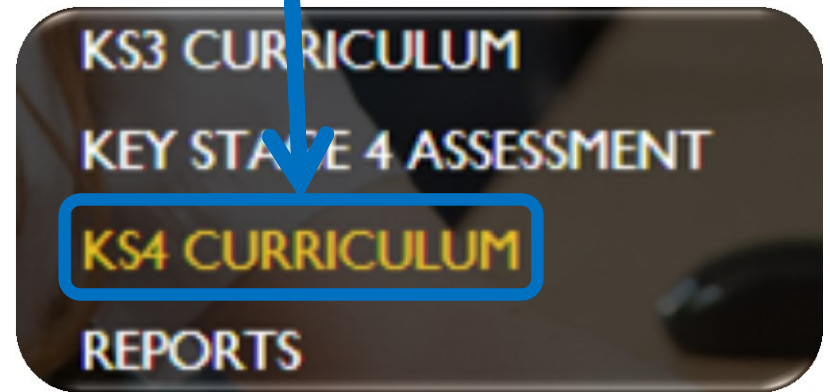 KS3 CURRICULUM
KEY STAGE 4 ASSESSMENT
KS4 CURRICULUM
REPORTS